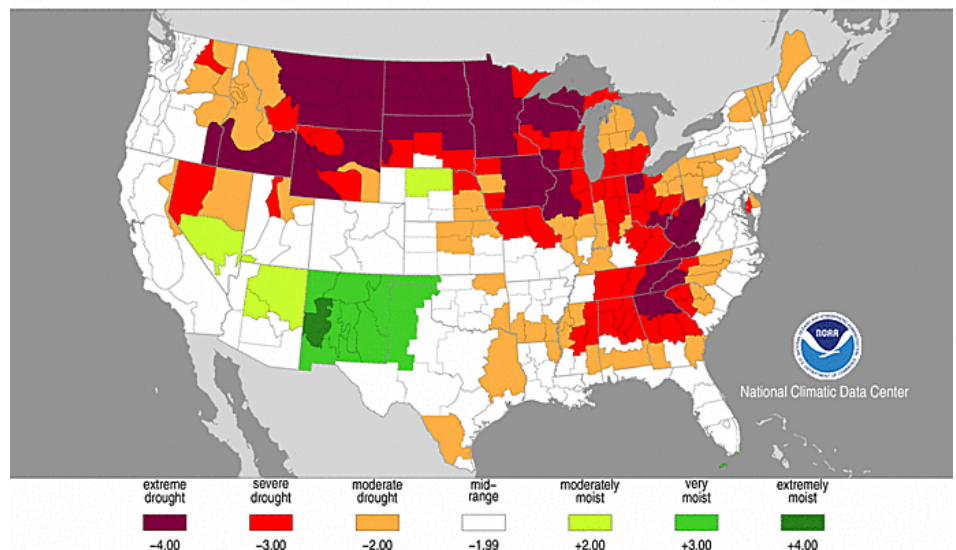 NOAA
National Climatic Data Center
extreme drought
severe drought
moderate drought
mid-range
moderately moist
very moist
extremely moist
−4.00
−3.00
−2.00
−1.99
+2.00
+3.00
+4.00